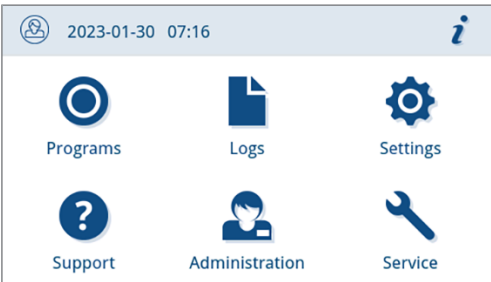 2023-01-30 07:16
Programs Logs Settings
Support Administration Service